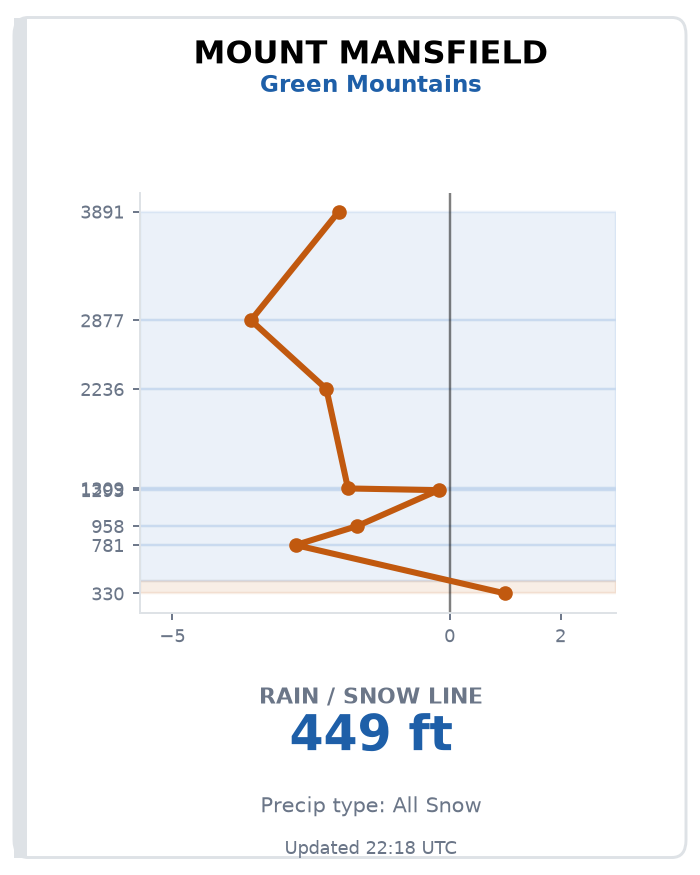 MOUNT MANSFIELD
Green Mountains
3891
2877
2236
958
781
330
−5 0 2
RAIN / SNOW LINE
449 ft
Precip type: All Snow
Updated 22:18 UTC